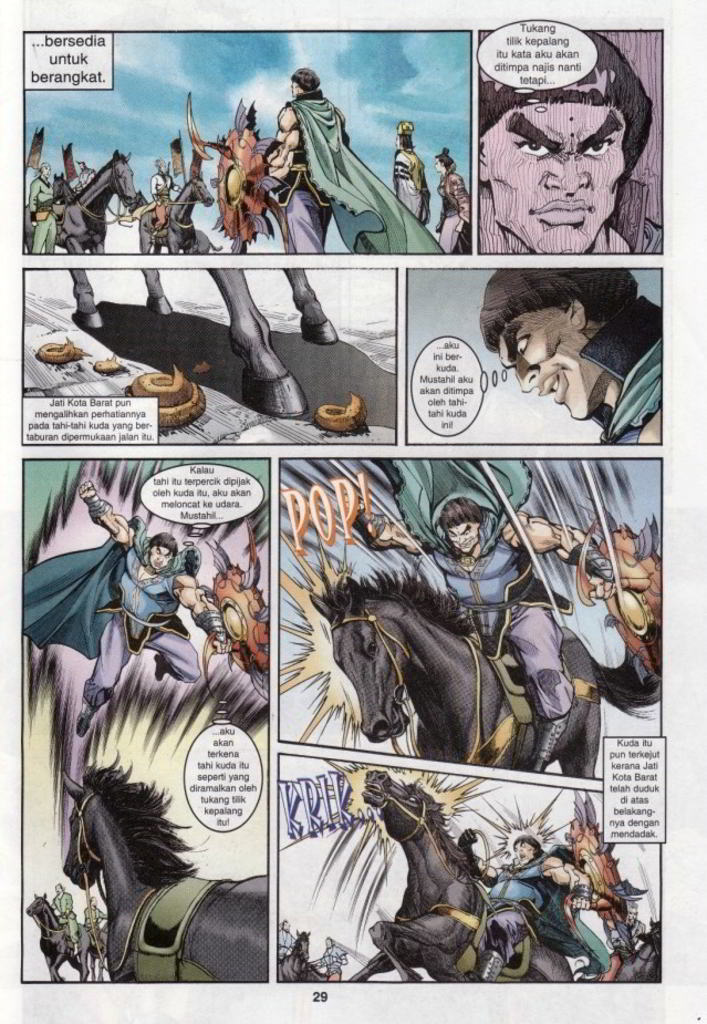 ...bersedia
untuk
berangkat.
Tukang
tilik kepalang
itu kata aku akan
ditimpa najis nanti
tetapi...
Jati Kota Barat pun
mengalihkan perhatiannya
pada tahi-tahi kuda yang ber-
taburan dipermukaan jalan itu.
...aku
ini ber-
kuda.
Mustahil aku
akan ditimpa
oleh tahi-
tahi kuda
ini!
Kalau
tahi itu terpercik dipijak
oleh kuda itu, aku akan
meloncat ke udara.
Mustahil...
...aku
akan
terkena
tahi kuda itu
seperti yang
diramalkan oleh
tukang tilik
kepalang
itu!
POP!
Kuda itu
pun terkejut
kerana Jati
Kota Barat
telah duduk
di atas
belakang-
nya dengan
mendadak.
KRIK...
29